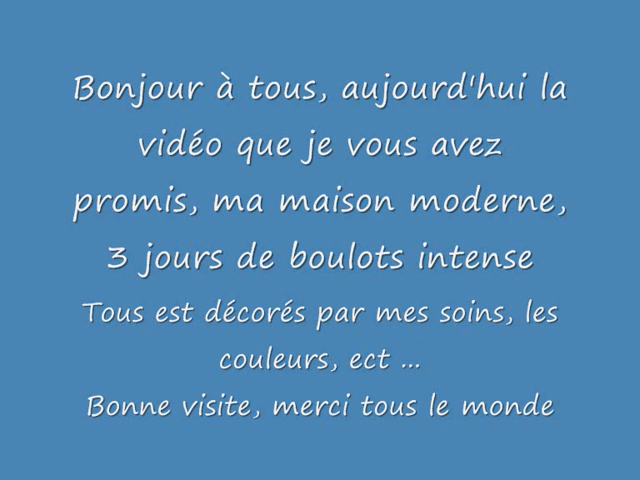 Bonjour à tous, aujourd'hui la
vidéo que je vous avez
promis, ma maison moderne,
3 jours de boulots intense
Tous est décorés par mes soins, les
couleurs, ect ...
Bonne visite, merci tous le monde